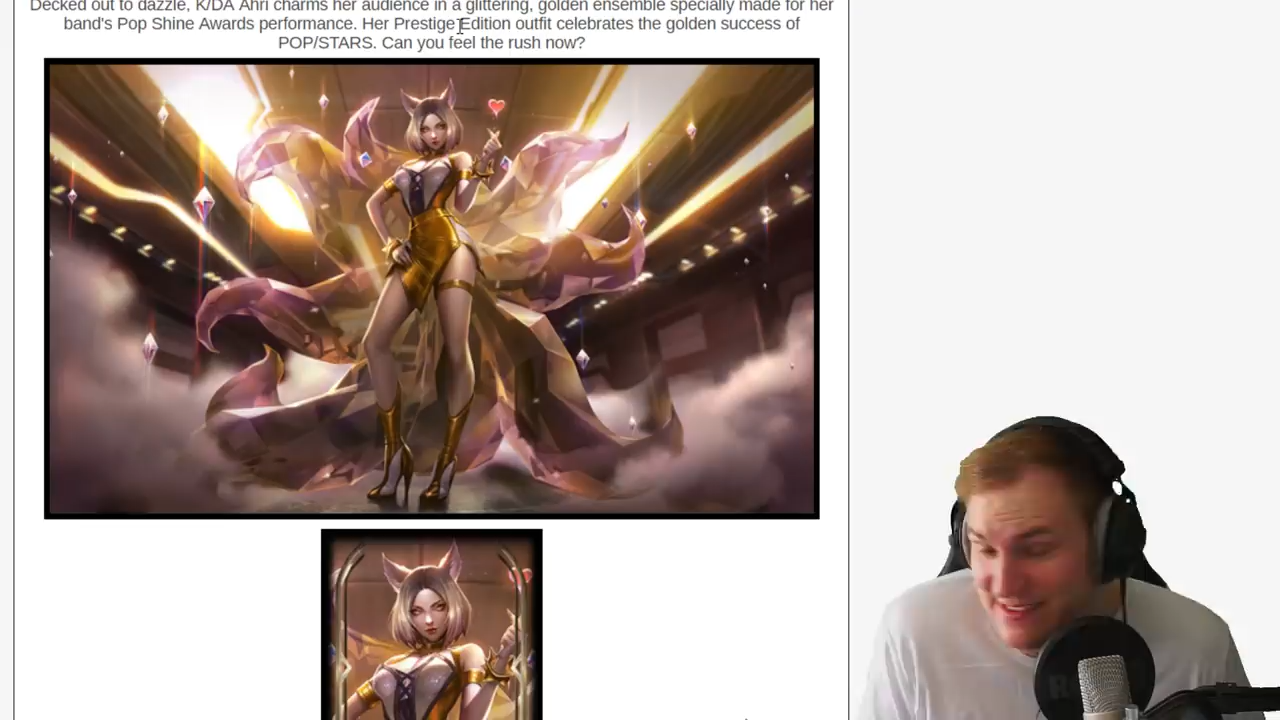 Decked out to dazzle, K/DA Ahri charms her audience in a glittering, golden ensemble specially made for her
band's Pop Shine Awards performance. Her Prestige Edition outfit celebrates the golden success of
POP/STARS. Can you feel the rush now?